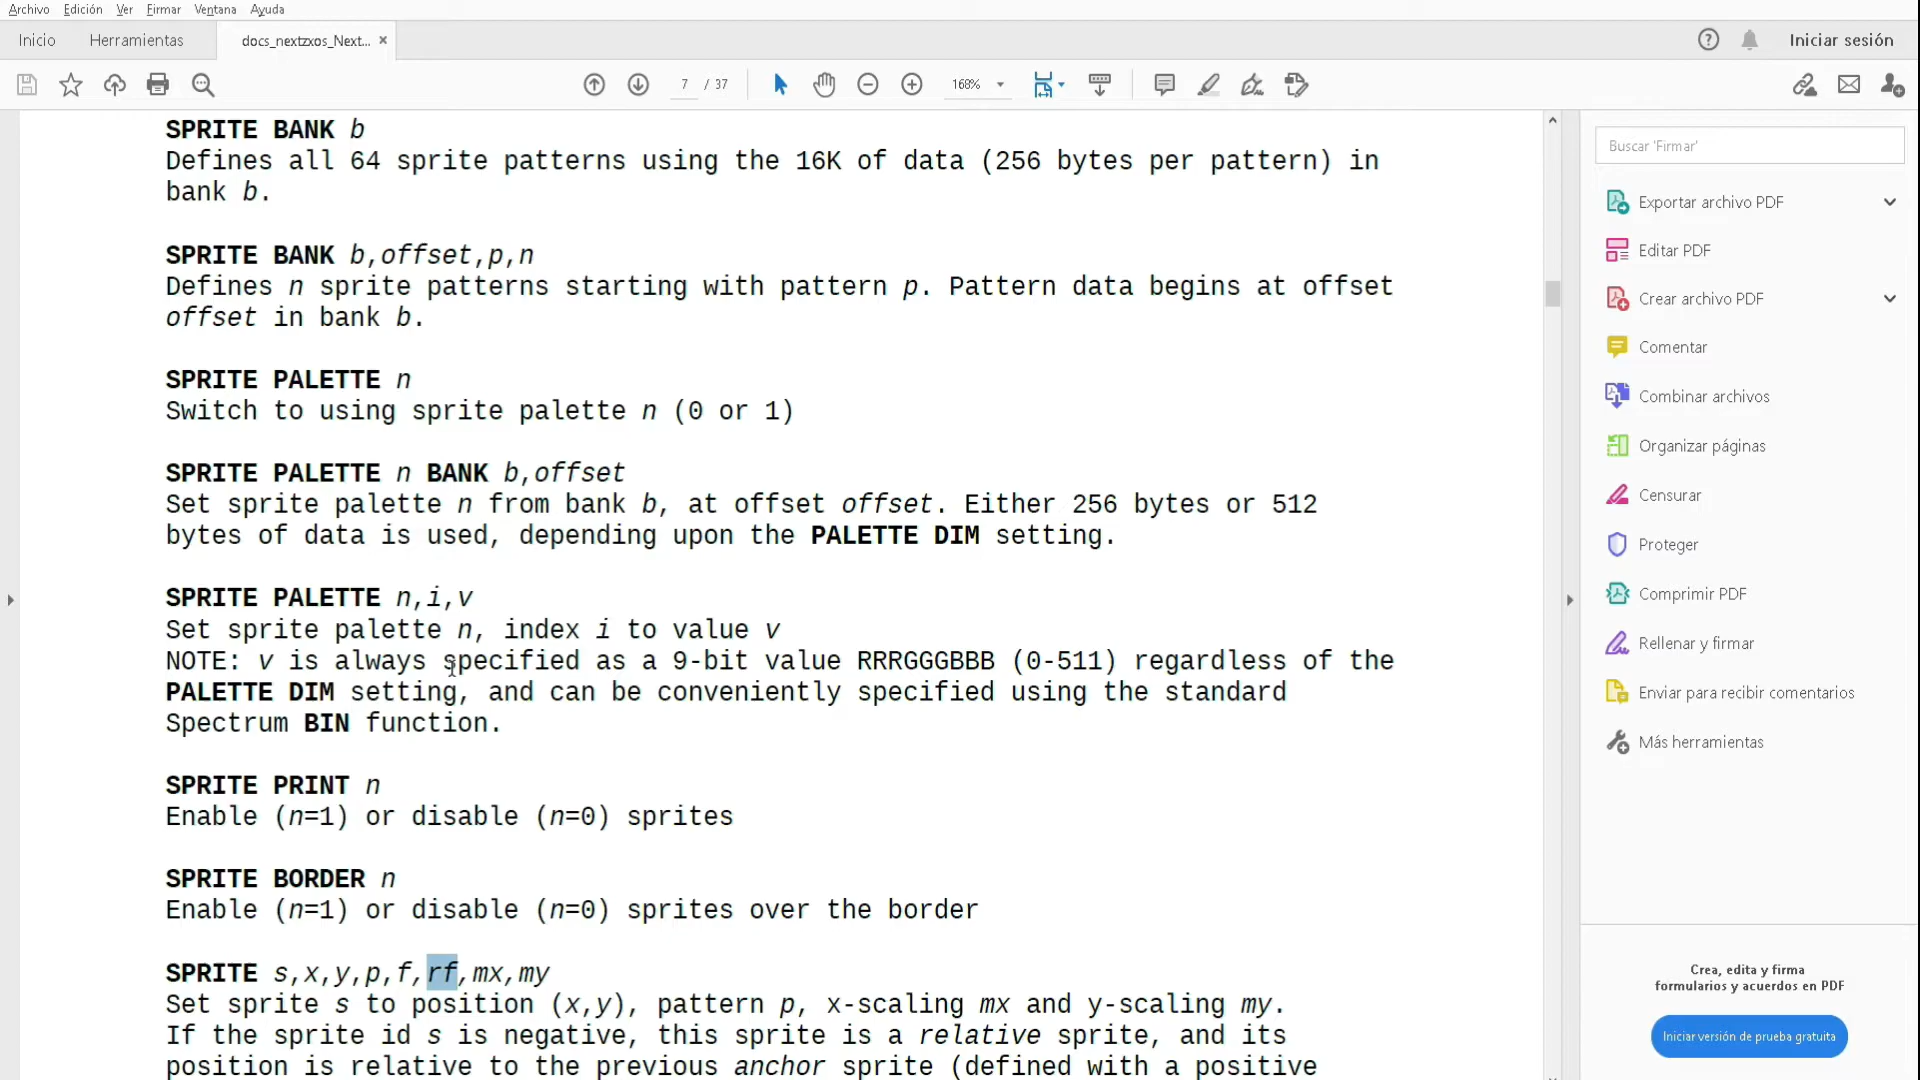 Archivo Edición Ver Firmar Ventana Ayuda
Inicio Herramientas docs_nextzxos_Next... × Iniciar sesión
7 / 37 168%
SPRITE BANK b
Defines all 64 sprite patterns using the 16K of data (256 bytes per pattern) in
bank b.
SPRITE BANK b,offset,p,n
Defines n sprite patterns starting with pattern p. Pattern data begins at offset
offset in bank b.
SPRITE PALETTE n
Switch to using sprite palette n (0 or 1)
SPRITE PALETTE n BANK b,offset
Set sprite palette n from bank b, at offset offset. Either 256 bytes or 512
bytes of data is used, depending upon the PALETTE DIM setting.
SPRITE PALETTE n,i,v
Set sprite palette n, index i to value v
NOTE: v is always specified as a 9-bit value RRRGGGBBB (0-511) regardless of the
PALETTE DIM setting, and can be conveniently specified using the standard
Spectrum BIN function.
SPRITE PRINT n
Enable (n=1) or disable (n=0) sprites
SPRITE BORDER n
Enable (n=1) or disable (n=0) sprites over the border
SPRITE s,x,y,p,f,rf,mx,my
Set sprite s to position (x,y), pattern p, x-scaling mx and y-scaling my.
If the sprite id s is negative, this sprite is a relative sprite, and its
position is relative to the previous anchor sprite (defined with a positive
Buscar 'Firmar'
Exportar archivo PDF
Editar PDF
Crear archivo PDF
Comentar
Combinar archivos
Organizar páginas
Censurar
Proteger
Comprimir PDF
Rellenar y firmar
Enviar para recibir comentarios
Más herramientas
Crea, edita y firma
formularios y acuerdos en PDF
Iniciar versión de prueba gratuita